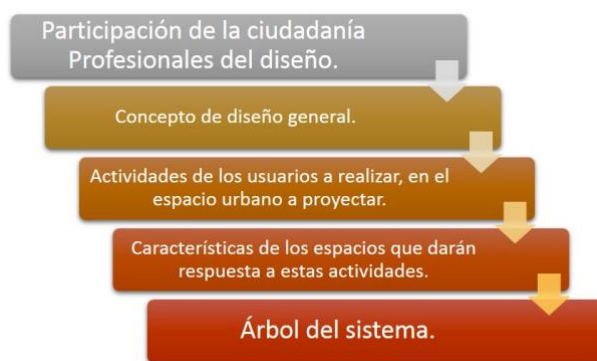 Participación de la ciudadanía
Profesionales del diseño.
Concepto de diseño general.
Actividades de los usuarios a realizar, en el
espacio urbano a proyectar.
Características de los espacios que darán
respuesta a estas actividades.
Árbol del sistema.